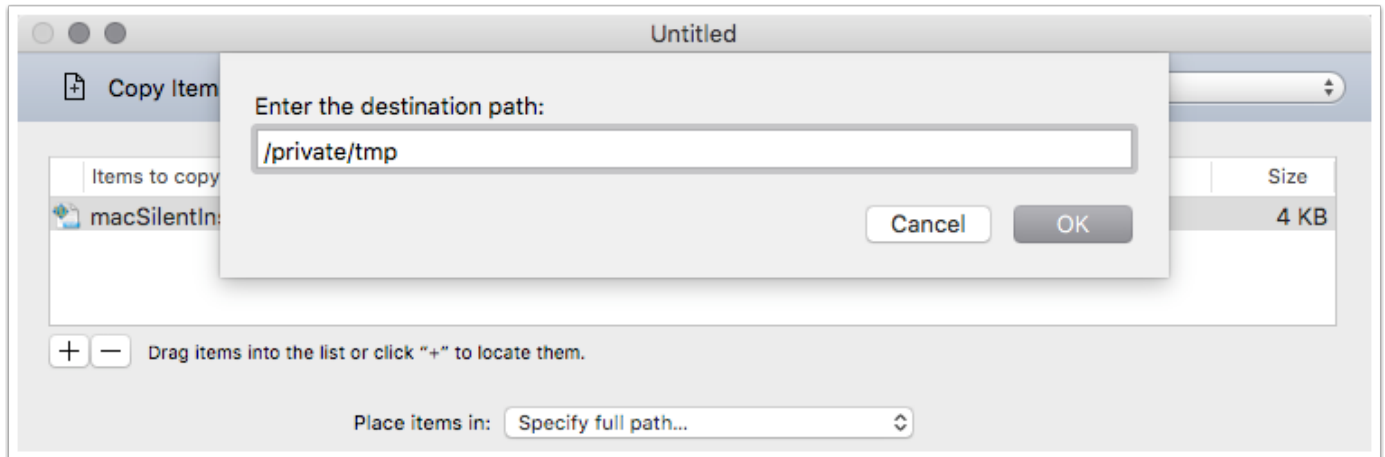 Untitled
Copy Item
Enter the destination path:
/private/tmp
Cancel OK
Items to copy Size
macSilentIn 4 KB
+ − Drag items into the list or click “+” to locate them.
Place items in: Specify full path...